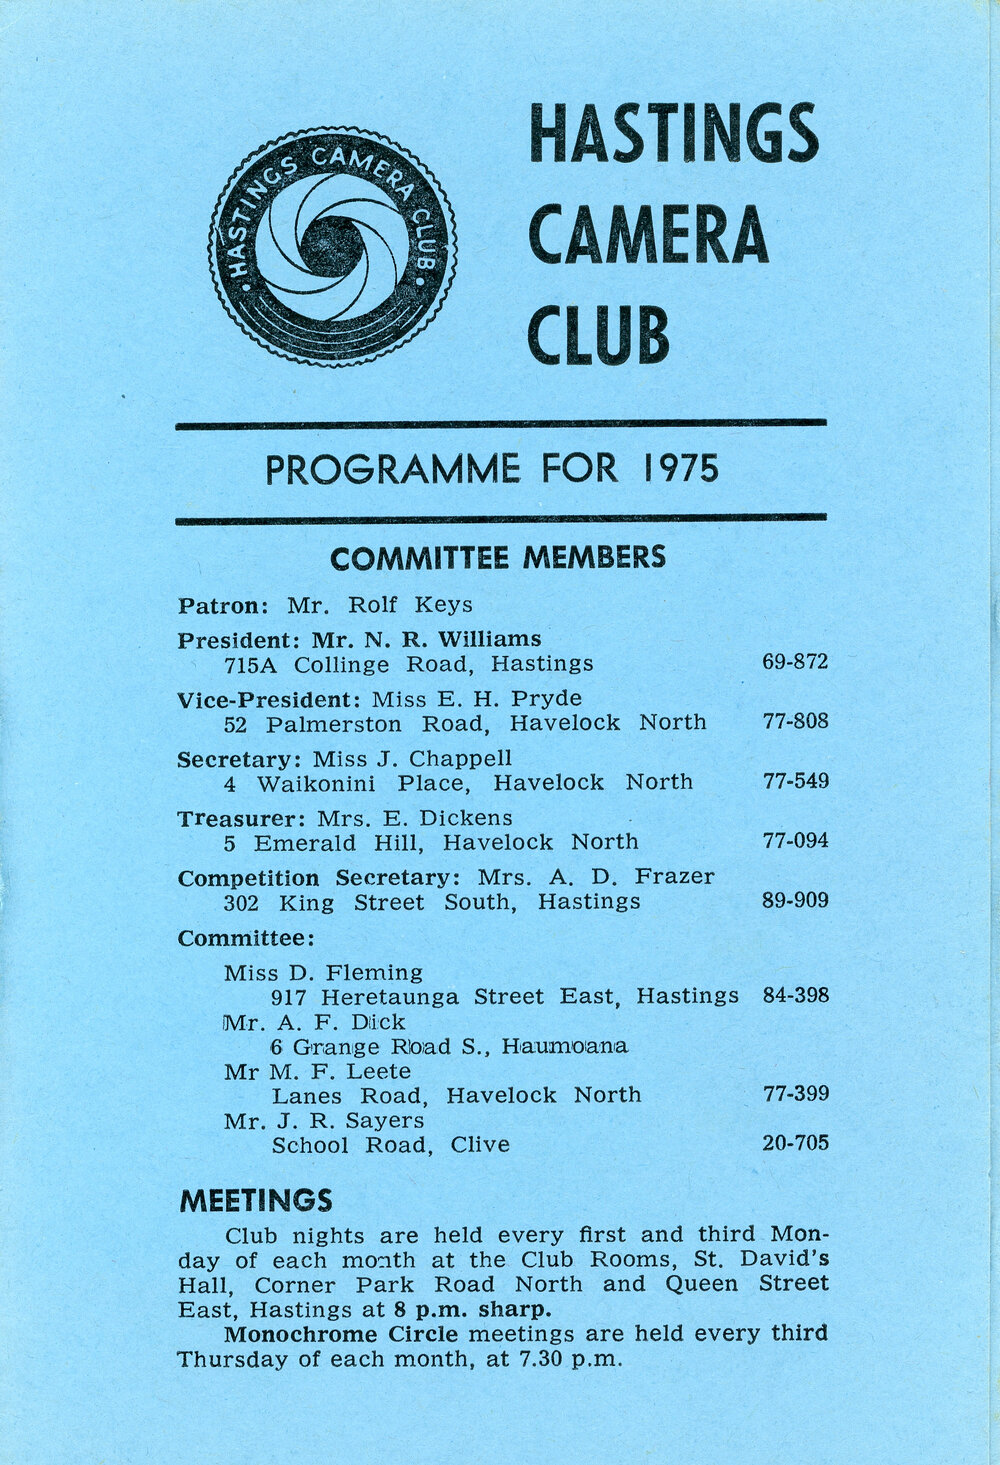 · HASTINGS CAMERA CLUB ·
HASTINGS
CAMERA
CLUB
PROGRAMME FOR 1975
COMMITTEE MEMBERS
Patron: Mr. Rolf Keys
President: Mr. N. R. Williams
715A Collinge Road, Hastings 69-872
Vice-President: Miss E. H. Pryde
52 Palmerston Road, Havelock North 77-808
Secretary: Miss J. Chappell
4 Waikonini Place, Havelock North 77-549
Treasurer: Mrs. E. Dickens
5 Emerald Hill, Havelock North 77-094
Competition Secretary: Mrs. A. D. Frazer
302 King Street South, Hastings 89-909
Committee:
Miss D. Fleming
917 Heretaunga Street East, Hastings 84-398
Mr. A. F. Dick
6 Grange Road S., Haumoana
Mr M. F. Leete
Lanes Road, Havelock North 77-399
Mr. J. R. Sayers
School Road, Clive 20-705
MEETINGS
Club nights are held every first and third Mon-
day of each month at the Club Rooms, St. David's
Hall, Corner Park Road North and Queen Street
East, Hastings at 8 p.m. sharp.
Monochrome Circle meetings are held every third
Thursday of each month, at 7.30 p.m.